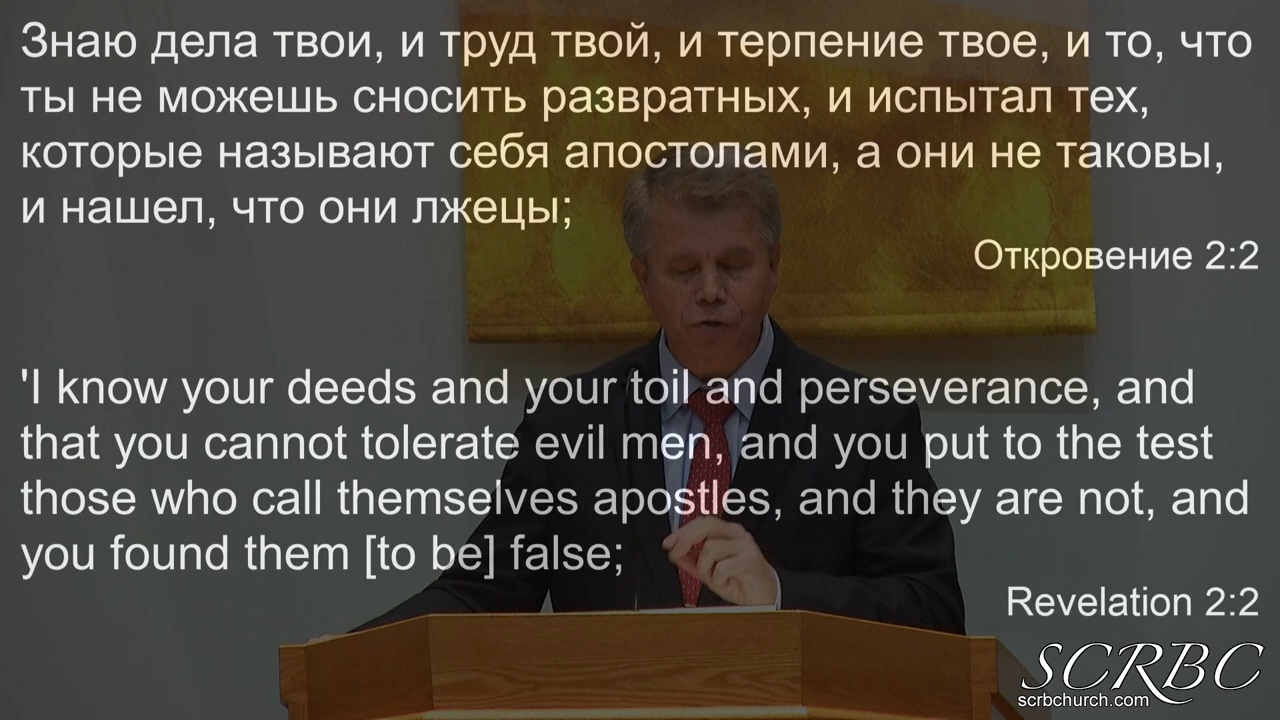 Знаю дела твои, и труд твой, и терпение твое, и то, что
ты не можешь сносить развратных, и испытал тех,
которые называют себя апостолами, а они не таковы,
и нашел, что они лжецы;
Откровение 2:2
'I know your deeds and your toil and perseverance, and
that you cannot tolerate evil men, and you put to the test
those who call themselves apostles, and they are not, and
you found them [to be] false;
Revelation 2:2
SCRBC
scrbchurch.com